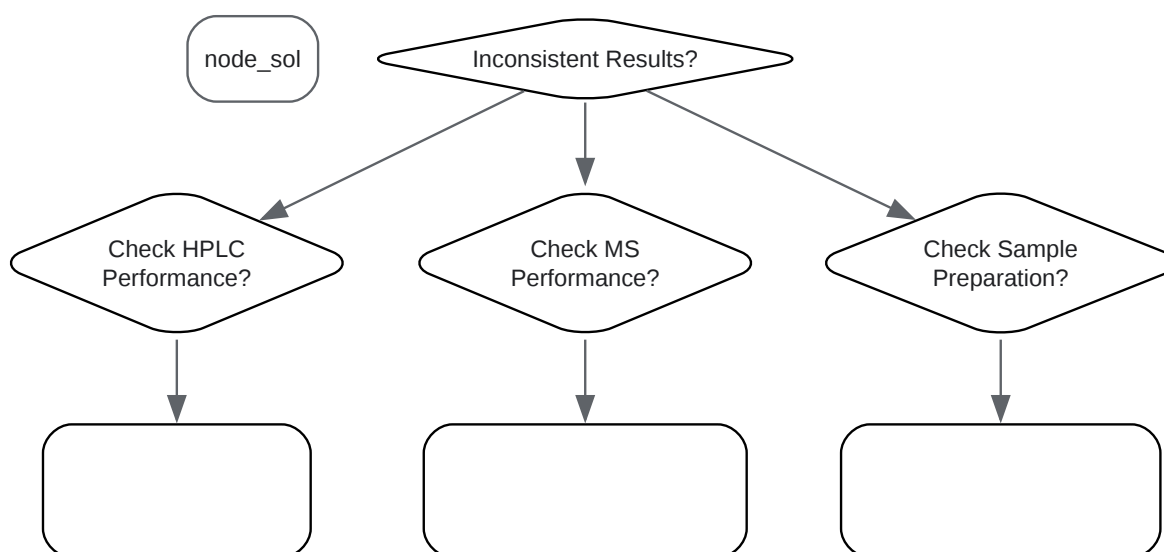 node_sol
Inconsistent Results?
Check HPLC
Performance?
Check MS
Performance?
Check Sample
Preparation?